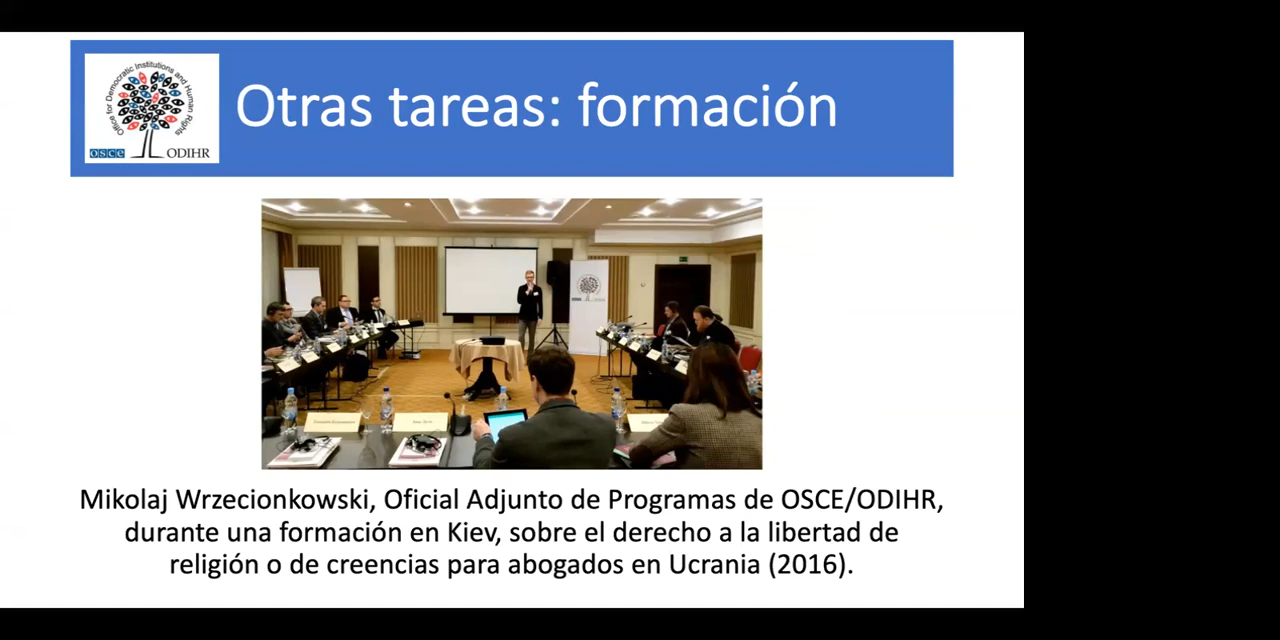 Office for Democratic Institutions and Human Rights
osce ODIHR
Otras tareas: formación
Mikolaj Wrzecionkowski, Oficial Adjunto de Programas de OSCE/ODIHR,
durante una formación en Kiev, sobre el derecho a la libertad de
religión o de creencias para abogados en Ucrania (2016).